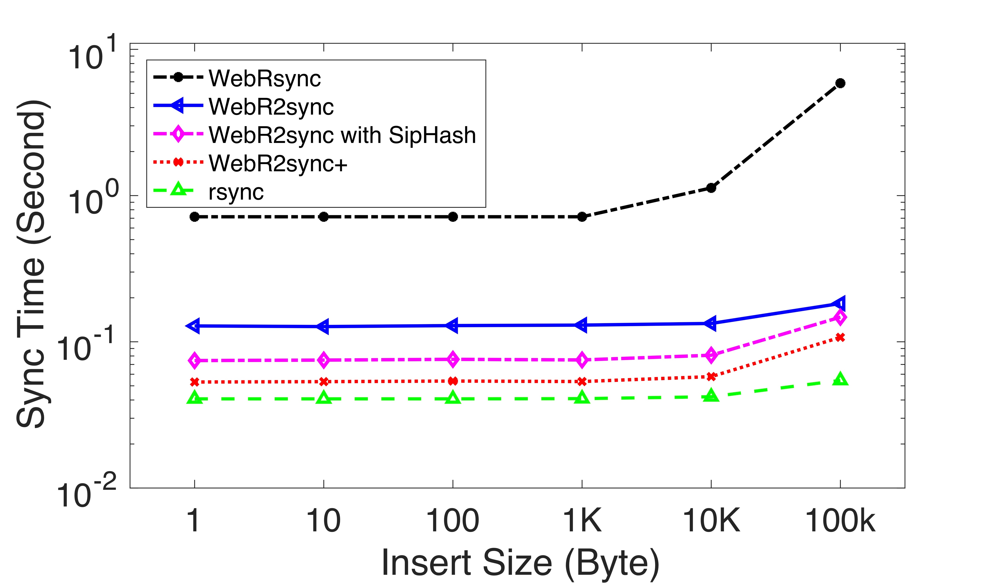 Sync Time (Second)
10^1
10^0
10^-1
10^-2
WebRsync
WebR2sync
WebR2sync with SipHash
WebR2sync+
rsync
1 10 100 1K 10K 100k
Insert Size (Byte)